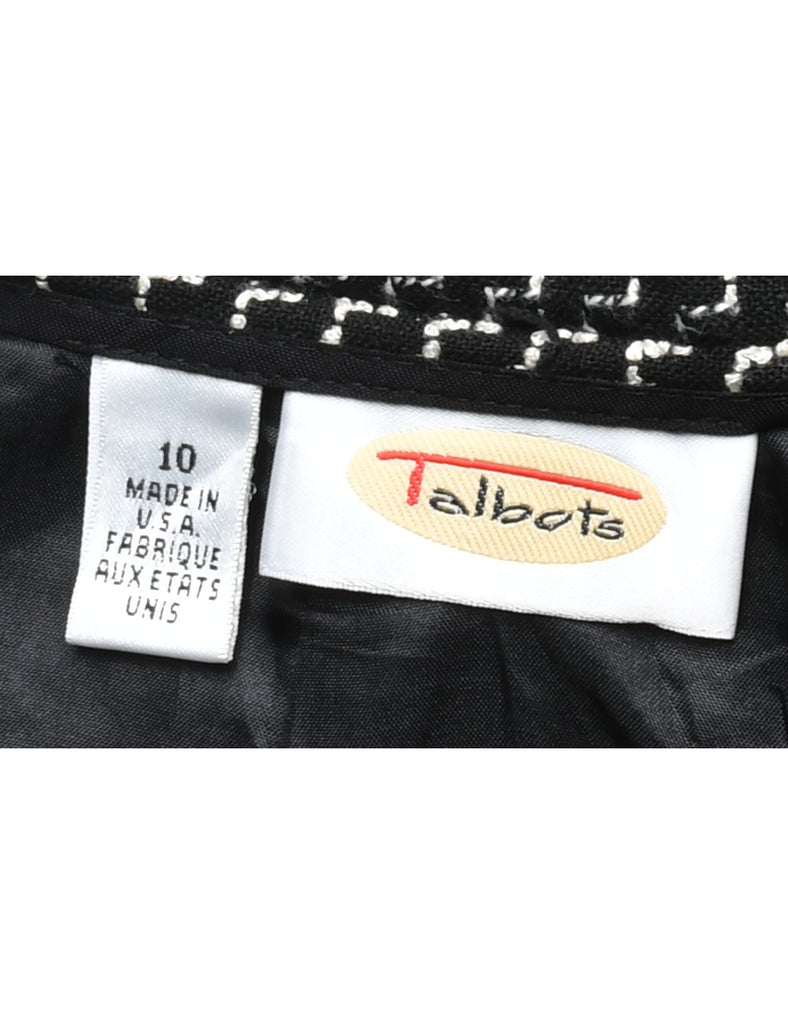 10
MADE IN
U.S.A.
FABRIQUE
AUX ETATS
UNIS
Talbots